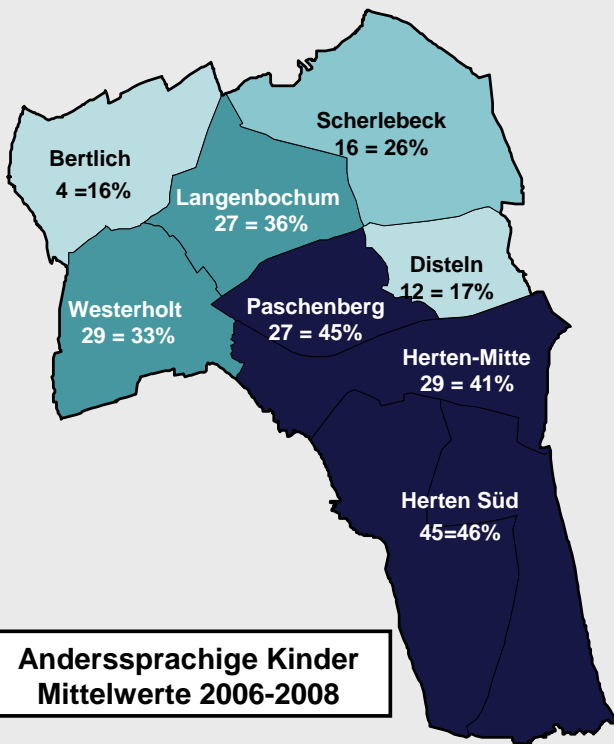 Scherlebeck
16 = 26%
Bertlich
4 =16%
Langenbochum
27 = 36%
Disteln
12 = 17%
Westerholt
29 = 33%
Paschenberg
27 = 45%
Herten-Mitte
29 = 41%
Herten Süd
45=46%
Anderssprachige Kinder
Mittelwerte 2006-2008